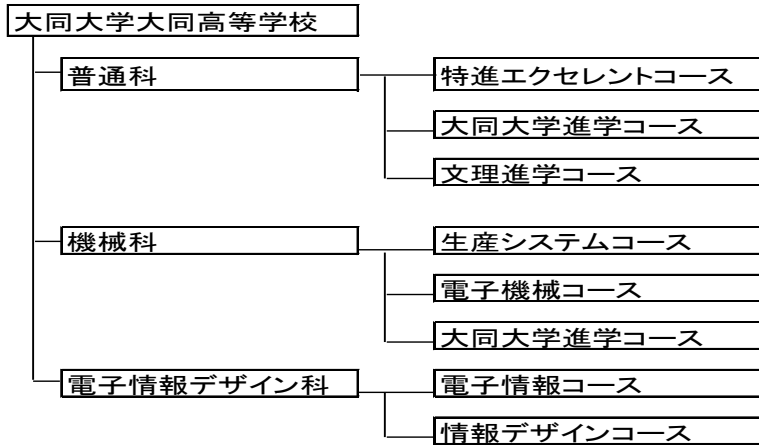 大同大学大同高等学校
普通科
特進エクセレントコース
大同大学進学コース
文理進学コース
機械科
生産システムコース
電子機械コース
大同大学進学コース
電子情報デザイン科
電子情報コース
情報デザインコース